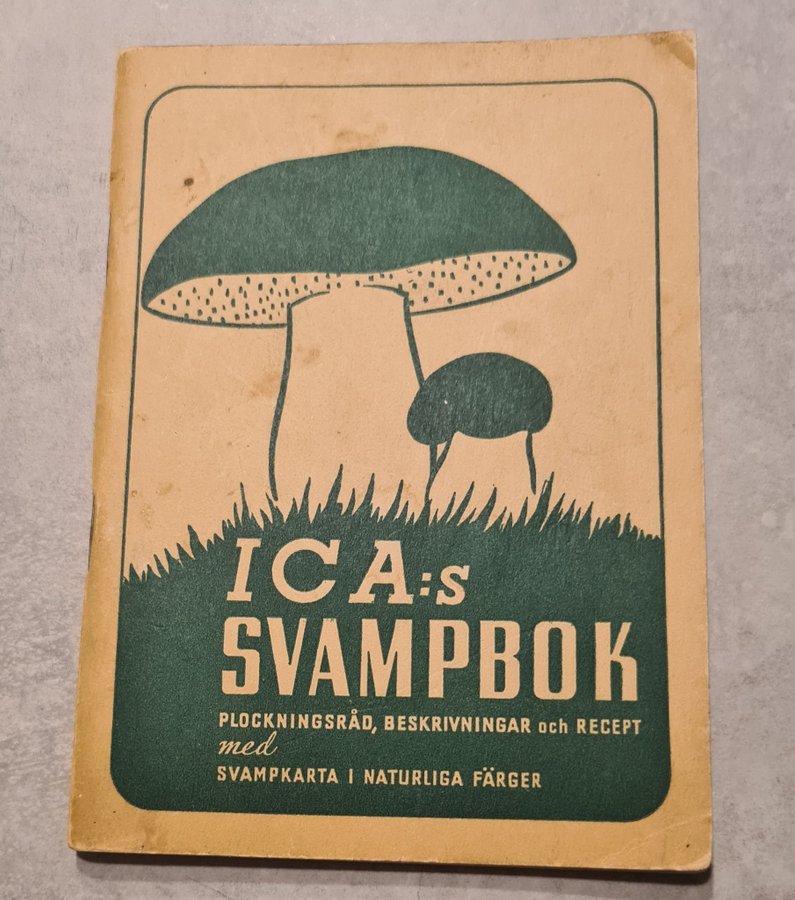 ICA:s
SVAMPBOK
PLOCKNINGSRÅD, BESKRIVNINGAR och RECEPT
med
SVAMPKARTA I NATURLIGA FÄRGER